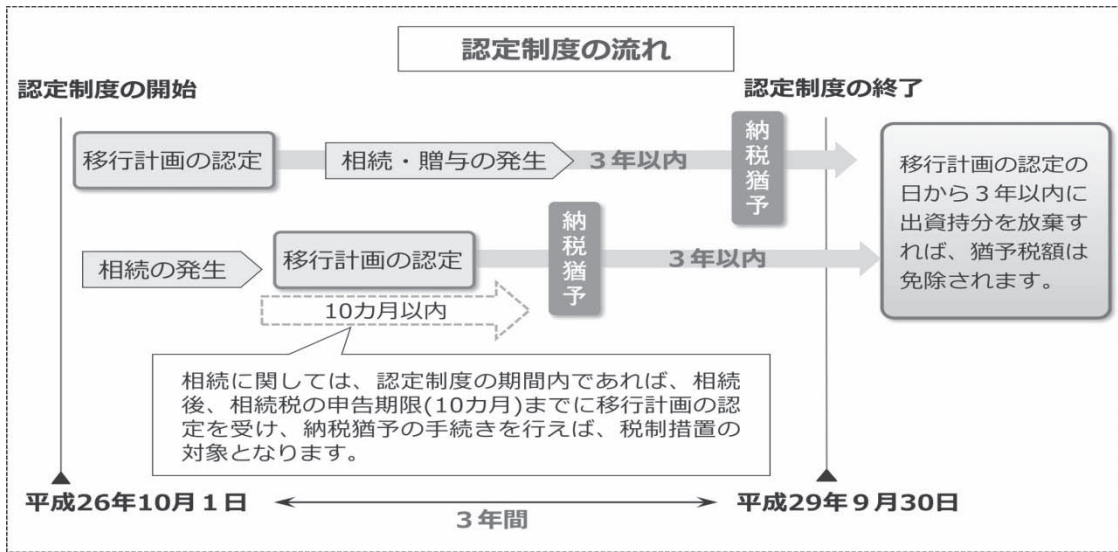 認定制度の流れ
認定制度の開始
認定制度の終了
移行計画の認定
相続・贈与の発生
3年以内
納税猶予
移行計画の認定の
日から3年以内に
出資持分を放棄す
れば、猶予税額は
免除されます。
相続の発生
移行計画の認定
納税猶予
3年以内
10カ月以内
相続に関しては、認定制度の期間内であれば、相続
後、相続税の申告期限(10カ月)までに移行計画の認
定を受け、納税猶予の手続きを行えば、税制措置の
対象となります。
平成26年10月1日
平成29年9月30日
3年間